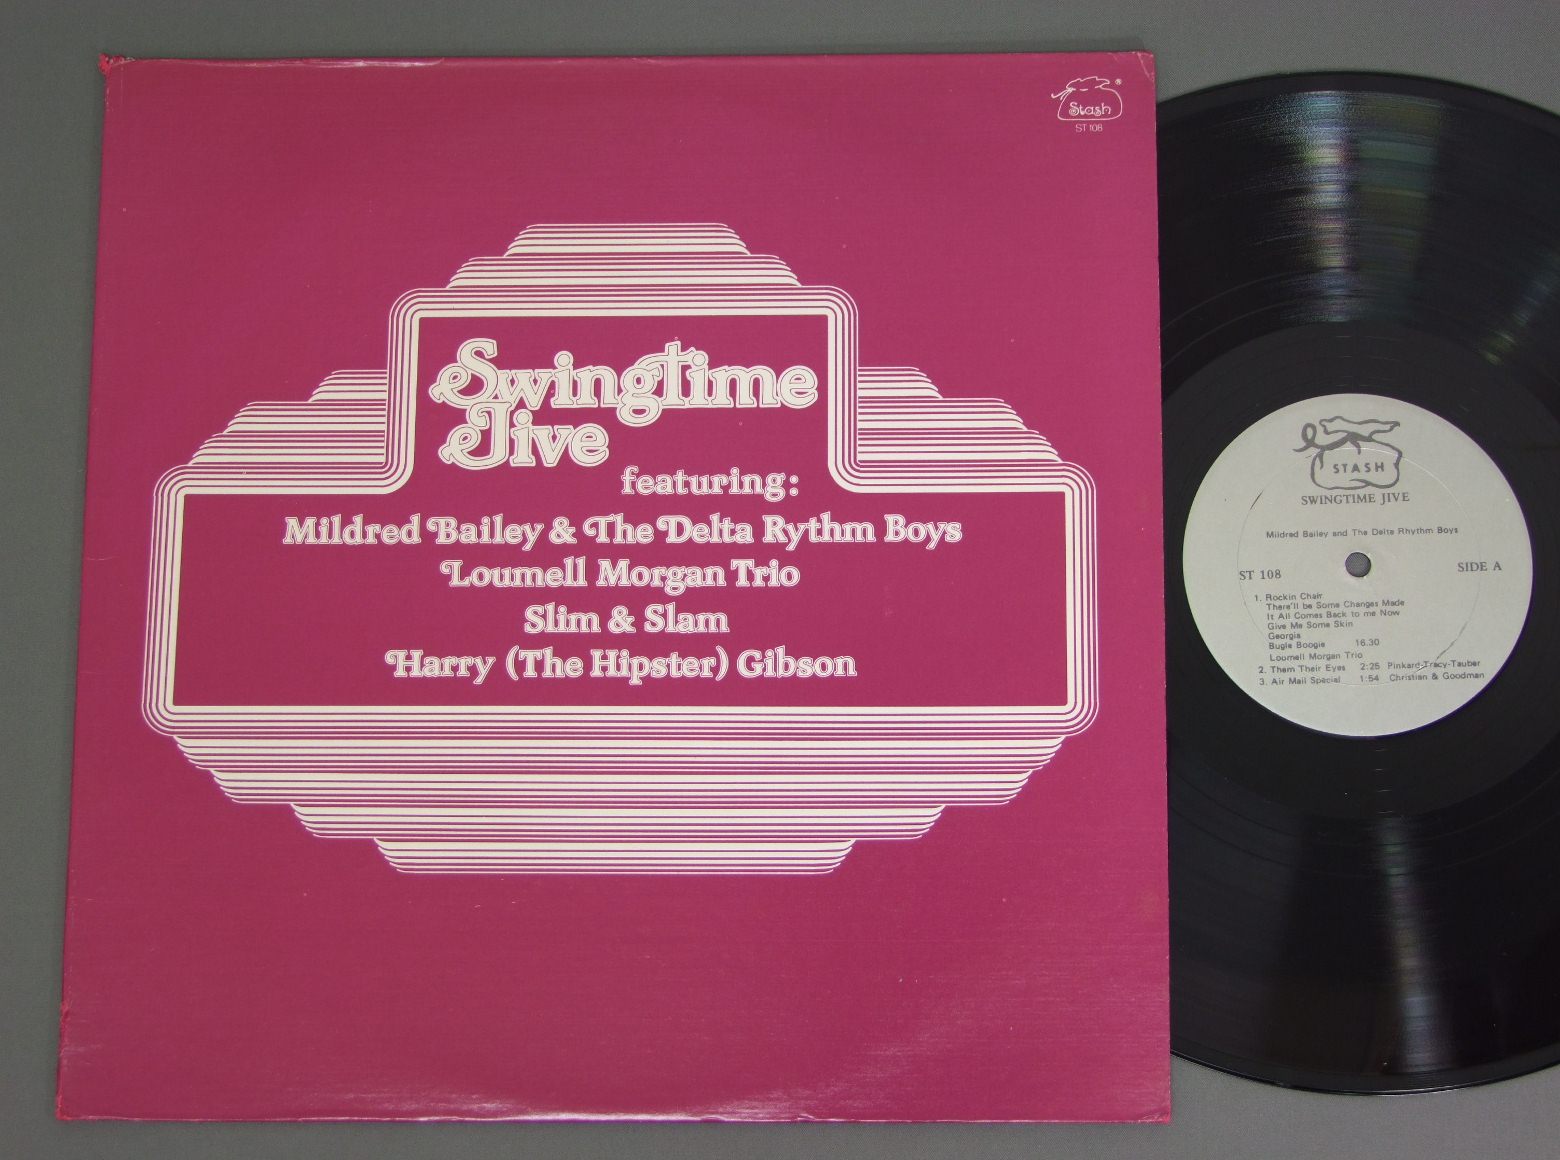 Stash ®
ST 108
Swingtime
Jive
featuring:
Mildred Bailey & The Delta Rythm Boys
Loumell Morgan Trio
Slim & Slam
Harry (The Hipster) Gibson
STASH
SWINGTIME JIVE
Mildred Bailey and The Delta Rhythm Boys
ST 108 SIDE A
1. Rockin Chair
There'll be Some Changes Made
It All Comes Back to me Now
Give Me Some Skin
Georgia
Bugle Boogie 16.30
Loumell Morgan Trio
2. Them Their Eyes 2:25 Pinkard-Tracy-Tauber
3. Air Mail Special 1:54 Christian & Goodman